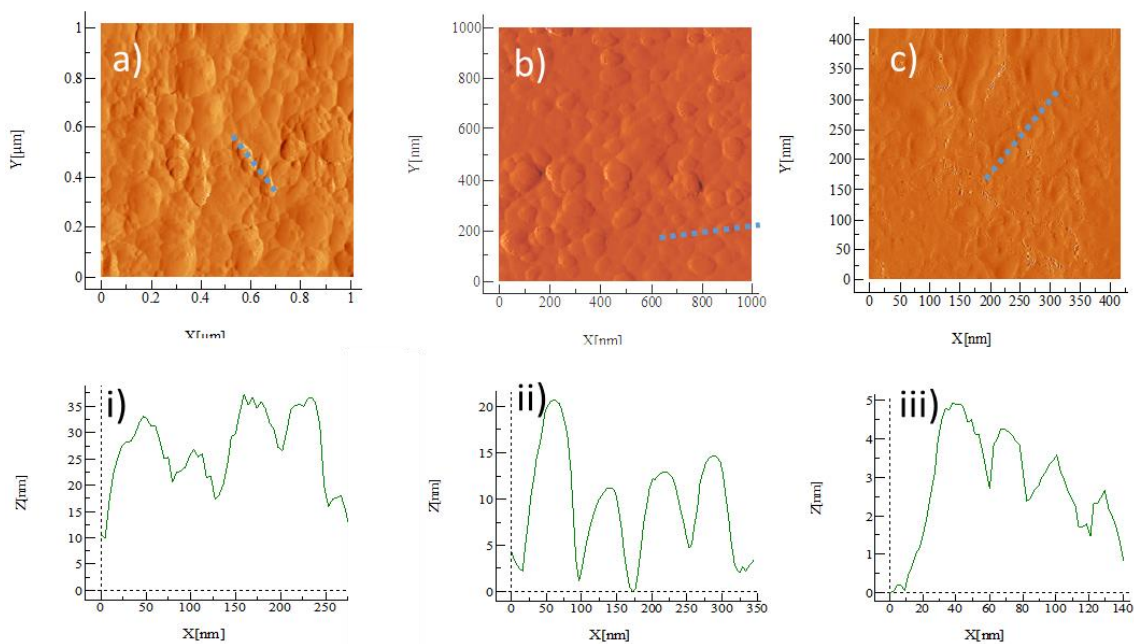 a)
1
0.8
0.6
0.4
0.2
0
Y[µm]
0 0.2 0.4 0.6 0.8 1
X[µm]
b)
1000
800
600
400
200
0
Y[nm]
0 200 400 600 800 1000
X[nm]
c)
400
350
300
250
200
150
100
50
0
Y[nm]
0 50 100 150 200 250 300 350 400
X[nm]
i)
35
30
25
20
15
10
5
0
Z[nm]
0 50 100 150 200 250
X[nm]
ii)
20
15
10
5
0
Z[nm]
0 50 100 150 200 250 300 350
X[nm]
iii)
5
4
3
2
1
0
Z[nm]
0 20 40 60 80 100 120 140
X[nm]